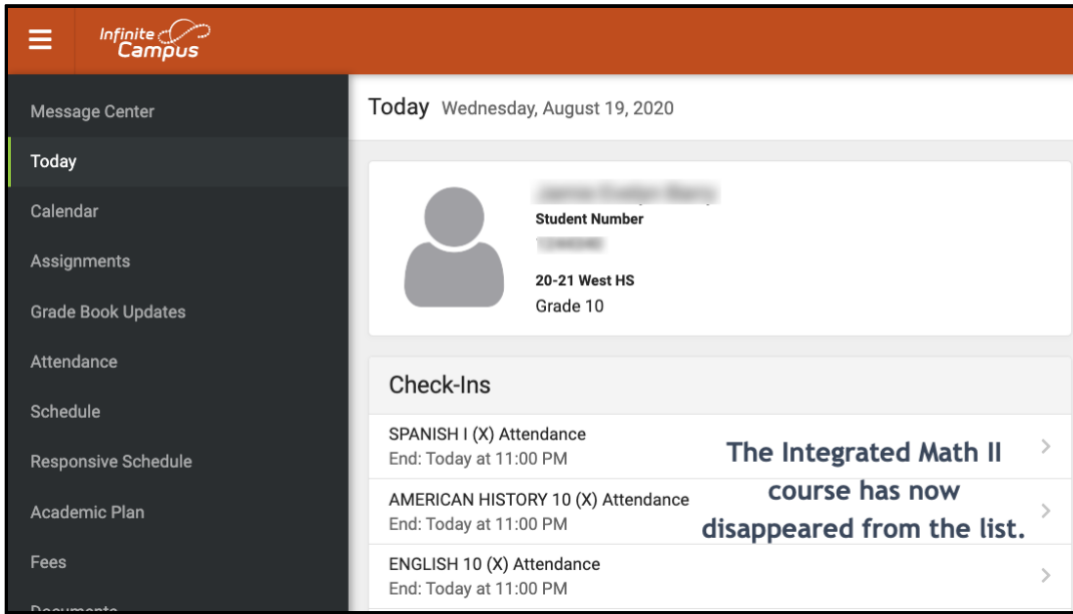 Infinite
Campus
Message Center
Today
Calendar
Assignments
Grade Book Updates
Attendance
Schedule
Responsive Schedule
Academic Plan
Fees
Documents
Today Wednesday, August 19, 2020
Student Number
20-21 West HS
Grade 10
Check-Ins
SPANISH I (X) Attendance
End: Today at 11:00 PM
AMERICAN HISTORY 10 (X) Attendance
End: Today at 11:00 PM
ENGLISH 10 (X) Attendance
End: Today at 11:00 PM
The Integrated Math II
course has now
disappeared from the list.